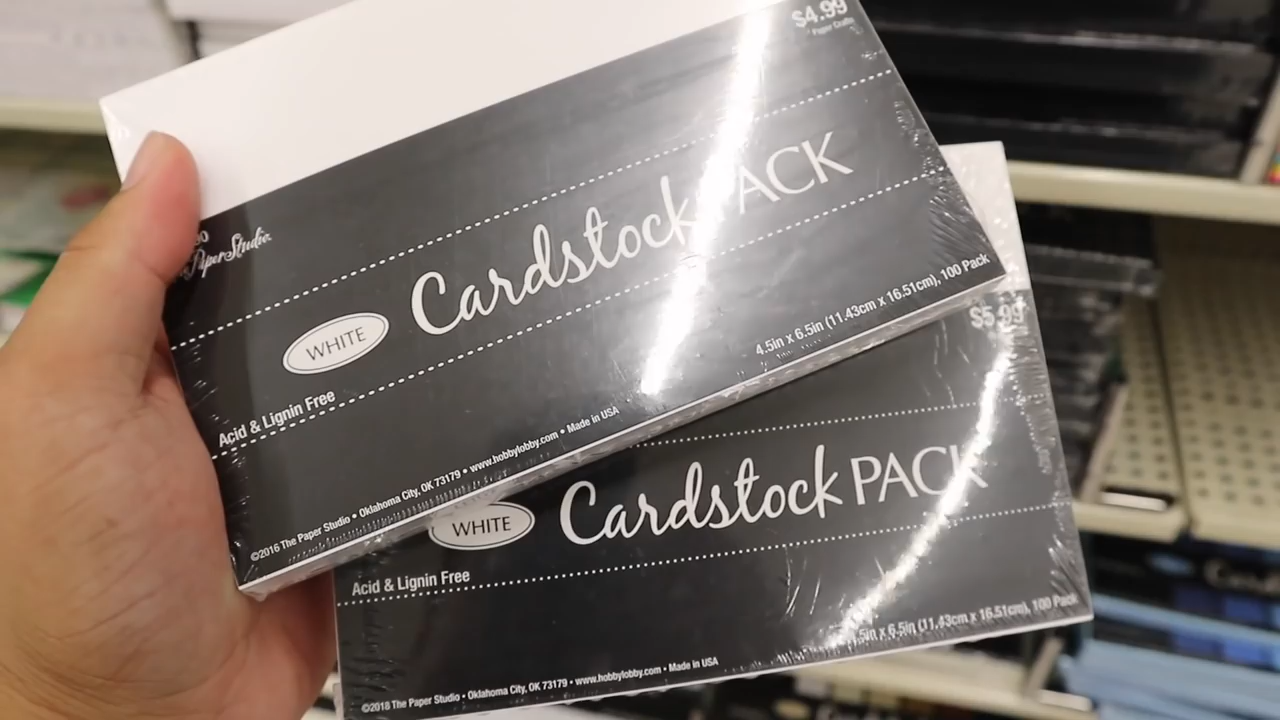 $4.99
Paper Crafts
Paper Studio
WHITE
Cardstock PACK
4.5in x 6.5in (11.43cm x 16.51cm), 100 Pack
Acid & Lignin Free
©2016 The Paper Studio • Oklahoma City, OK 73179 • www.hobbylobby.com • Made in USA
$5.99
WHITE
Cardstock PACK
Acid & Lignin Free
5in x 6.5in (11.43cm x 16.51cm), 100 Pack
©2018 The Paper Studio • Oklahoma City, OK 73179 • www.hobbylobby.com • Made in USA